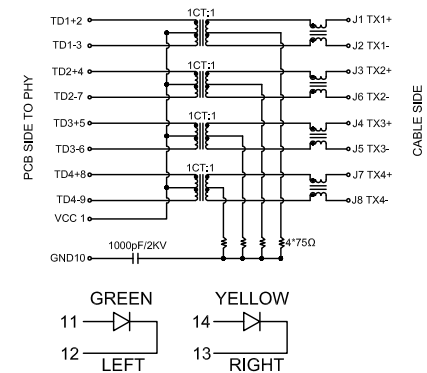 1CT:1
TD1+2
J1 TX1+
TD1-3
J2 TX1-
1CT:1
TD2+4
J3 TX2+
TD2-7
J6 TX2-
PCB SIDE TO PHY
CABLE SIDE
1CT:1
TD3+5
J4 TX3+
TD3-6
J5 TX3-
1CT:1
TD4+8
J7 TX4+
TD4-9
J8 TX4-
VCC 1
1000pF/2KV
4*75Ω
GND10
GREEN
YELLOW
11
14
12
13
LEFT
RIGHT